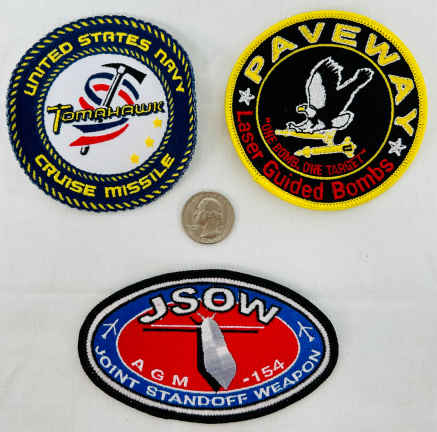 UNITED STATES NAVY
TOMAHAWK
CRUISE MISSILE
PAVEWAY
"ONE BOMB, ONE TARGET"
Laser Guided Bombs
JSOW
AGM -154
JOINT STANDOFF WEAPON